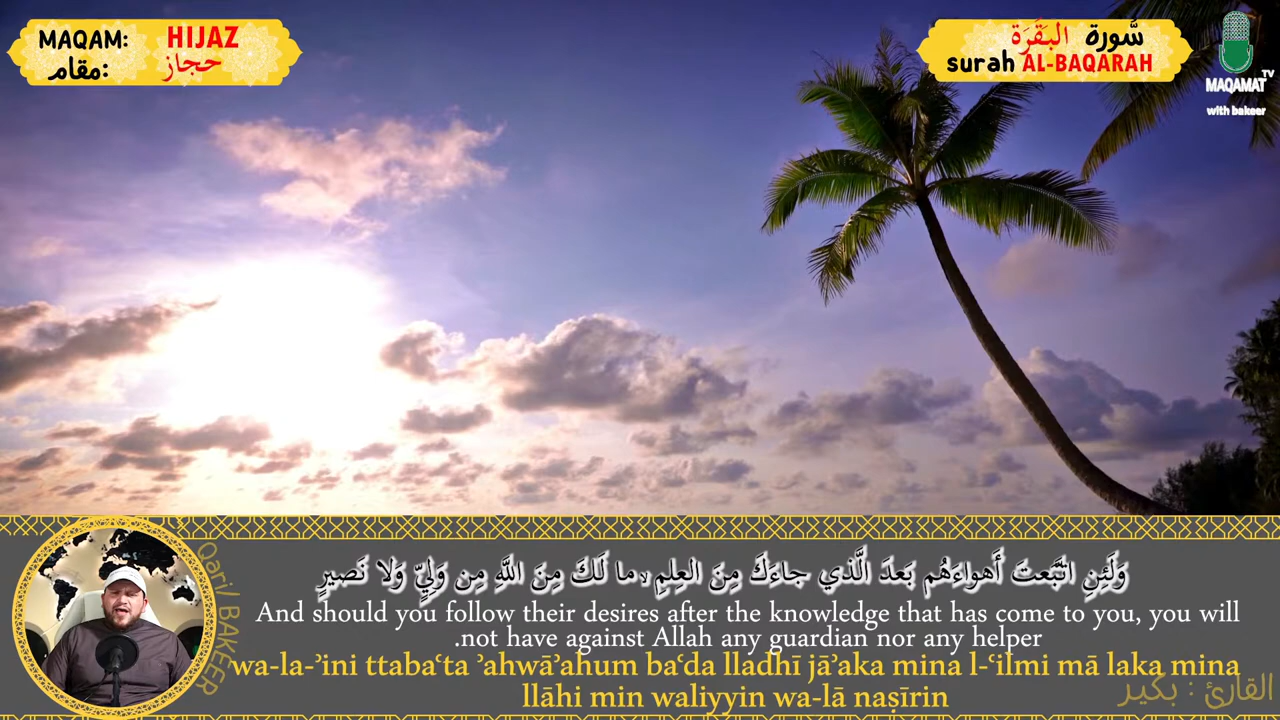 MAQAM: HIJAZ
مقام: حجاز
سُّورة البَقَرَة
surah AL-BAQARAH
MAQAMAT TV
with bakeer
وَلَئِنِ اتَّبَعتَ أَهواءَهُم بَعدَ الَّذي جاءَكَ مِنَ العِلمِ ۙ ما لَكَ مِنَ اللَّهِ مِن وَلِيٍّ وَلا نَصيرٍ
And should you follow their desires after the knowledge that has come to you, you will
.not have against Allah any guardian nor any helper
wa-la-ʾini ttabaʿta ʾahwāʾahum baʿda lladhī jāʾaka mina l-ʿilmi mā laka mina
llāhi min waliyyin wa-lā naṣīrin
Qari/ BAKEER
القارئ : بكير